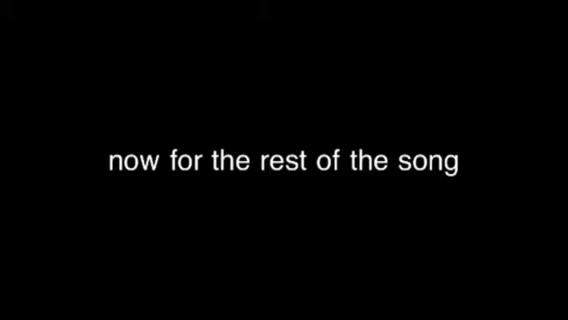 now for the rest of the song